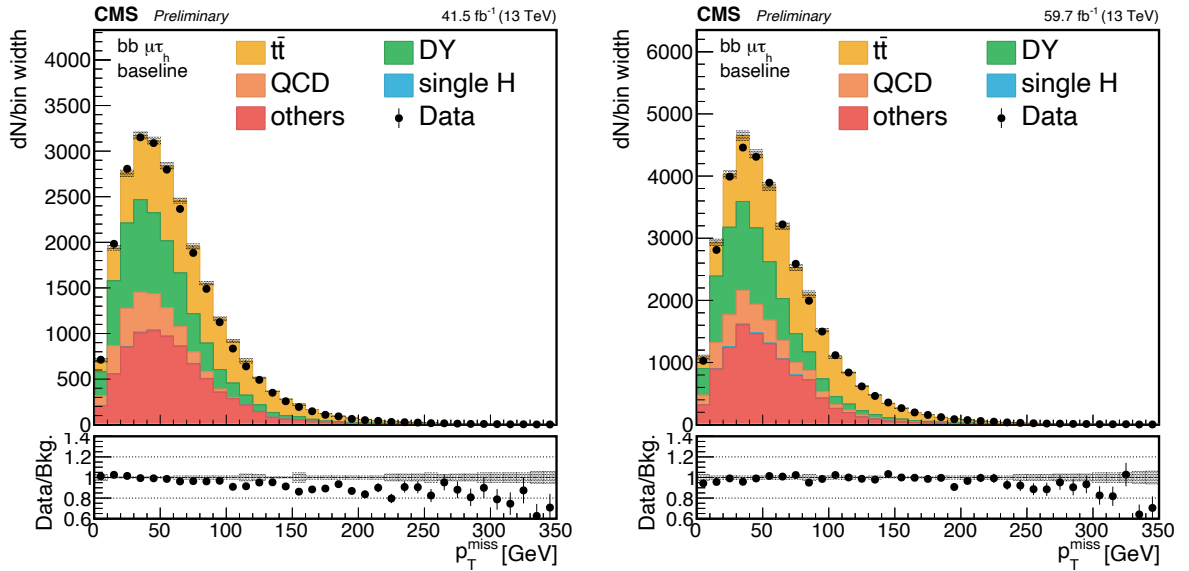 CMS Preliminary 41.5 fb⁻¹ (13 TeV)
dN/bin width
4000
3500
3000
2500
2000
1500
1000
500
0
bb μτ_h
baseline
tt̄
DY
QCD
single H
others
Data
Data/Bkg.
1.4
1.2
1
0.8
0.6
0 50 100 150 200 250 300 350
p_T^miss [GeV]
CMS Preliminary 59.7 fb⁻¹ (13 TeV)
dN/bin width
6000
5000
4000
3000
2000
1000
0
bb μτ_h
baseline
tt̄
DY
QCD
single H
others
Data
Data/Bkg.
1.4
1.2
1
0.8
0.6
0 50 100 150 200 250 300 350
p_T^miss [GeV]